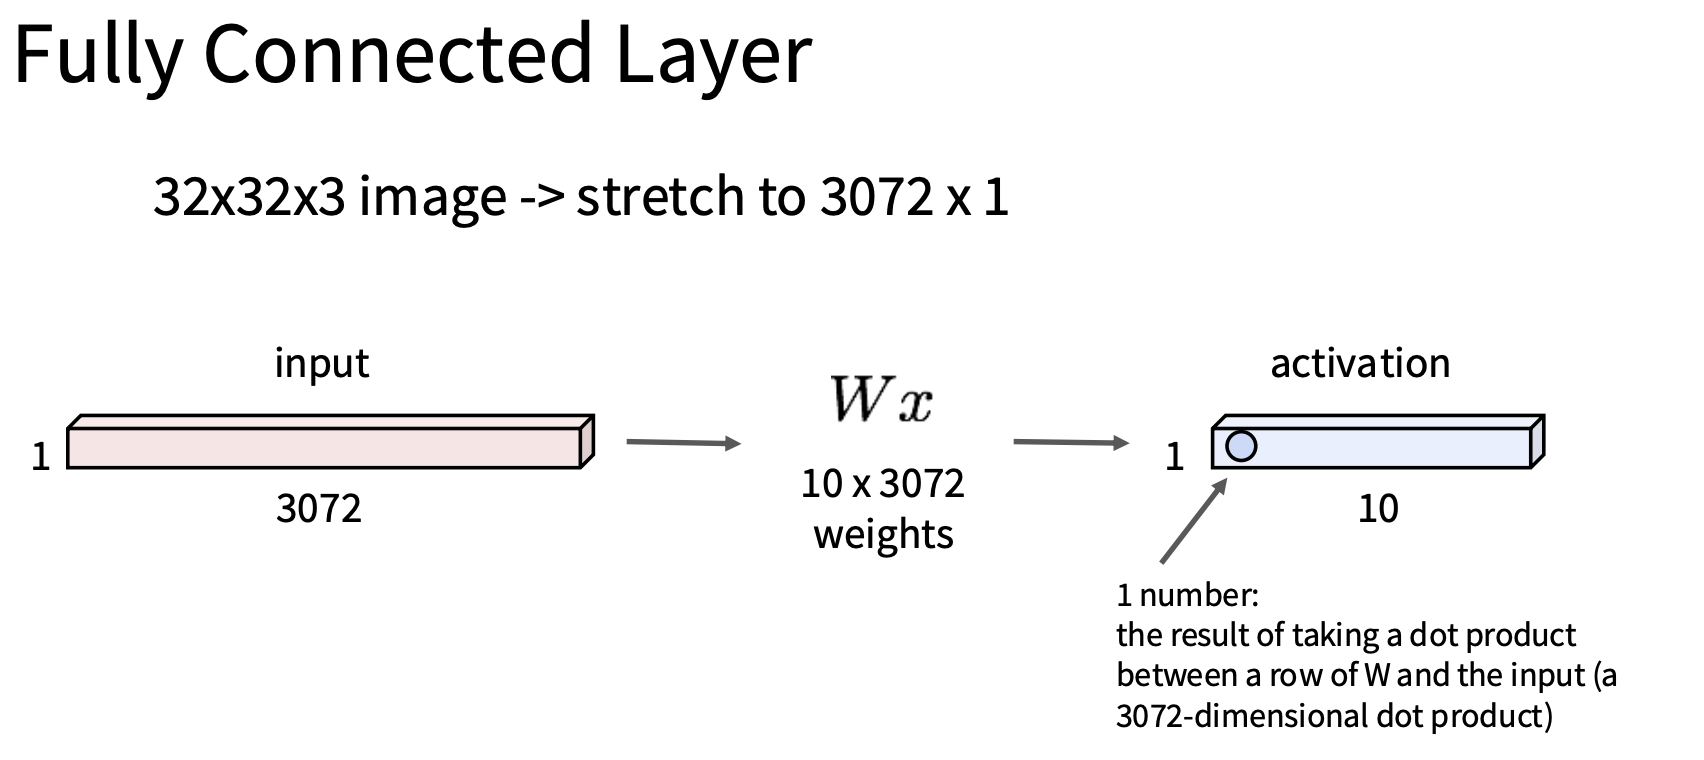 Fully Connected Layer
32x32x3 image -> stretch to 3072 x 1
input
1
3072
Wx
10 x 3072
weights
activation
1
10
1 number:
the result of taking a dot product
between a row of W and the input (a
3072-dimensional dot product)